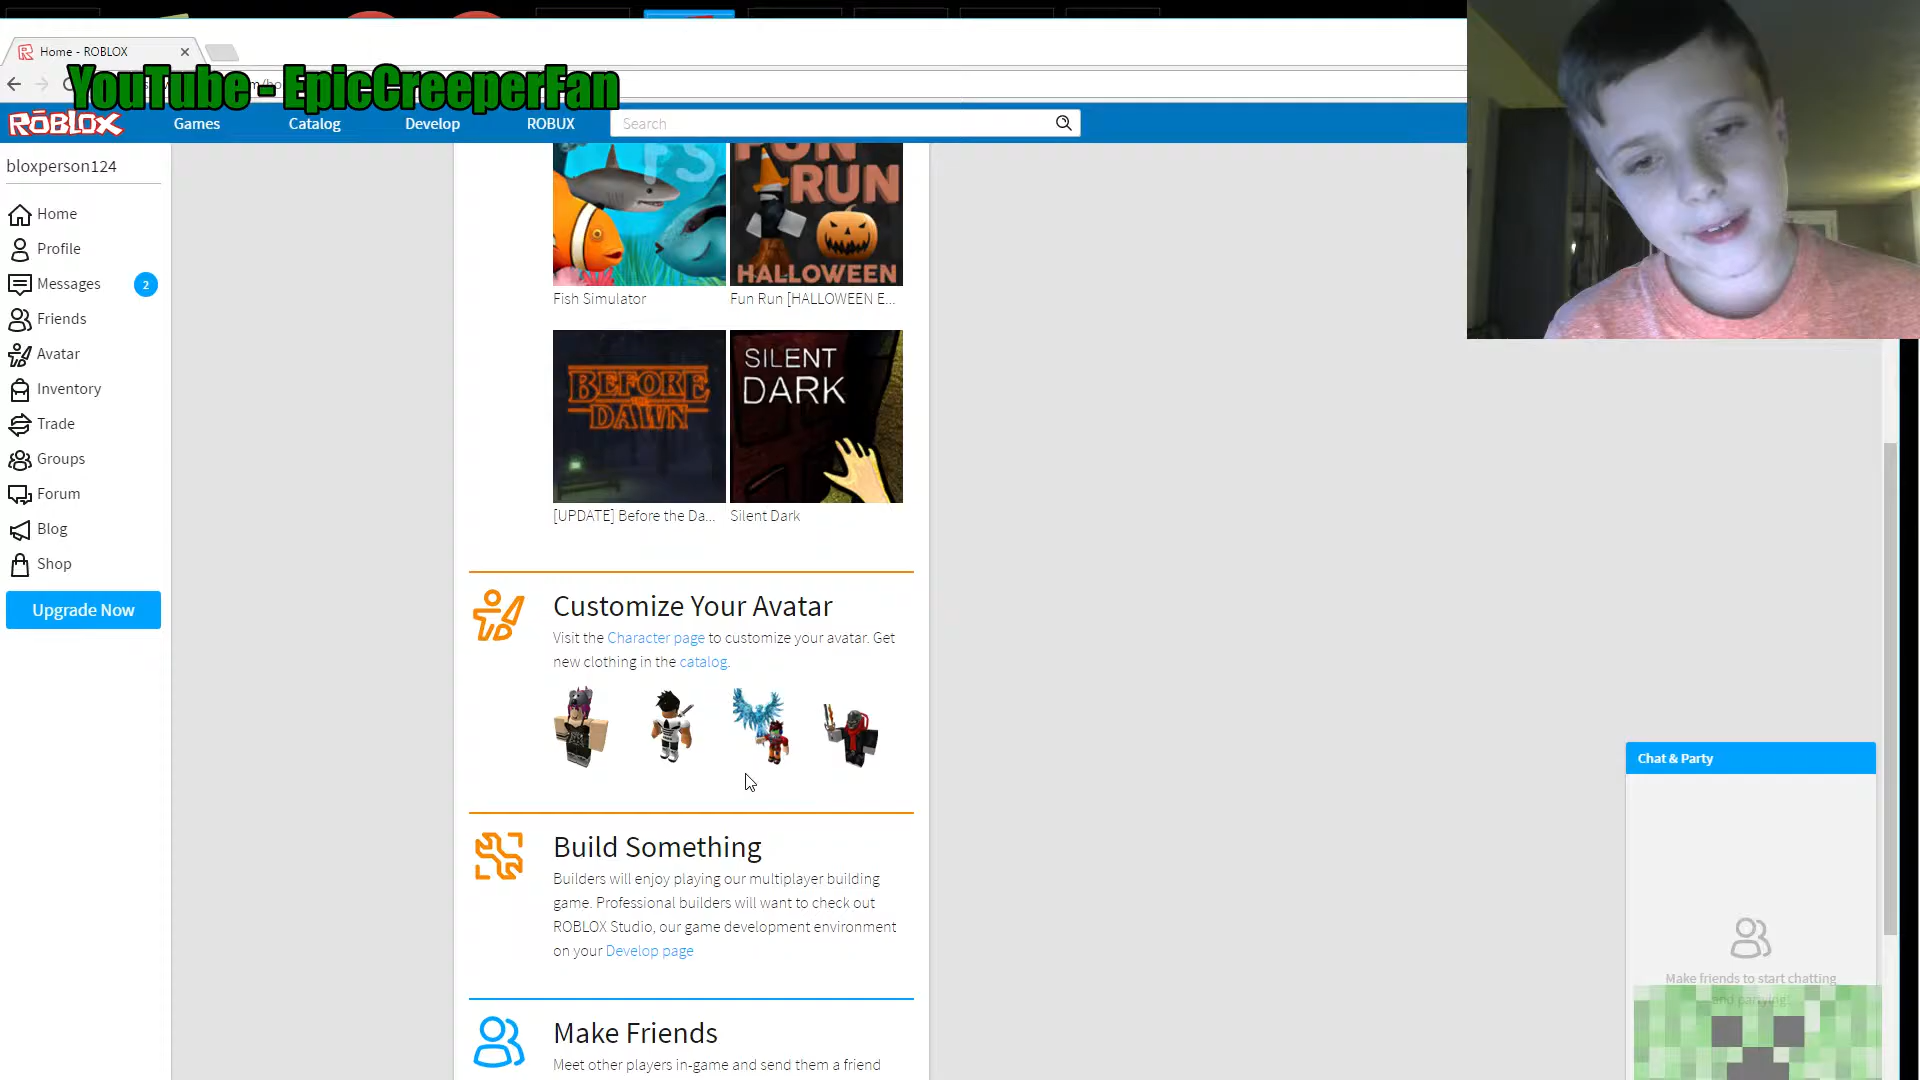 Home - ROBLOX
YouTube - EpicCreeperFan
ROBLOX
Games
Catalog
Develop
ROBUX
Search
bloxperson124
Home
Profile
Messages
2
Friends
Avatar
Inventory
Trade
Groups
Forum
Blog
Shop
Upgrade Now
FS
FUN
RUN
HALLOWEEN
Fish Simulator
Fun Run [HALLOWEEN E...
BEFORE
THE
DAWN
SILENT
DARK
[UPDATE] Before the Da...
Silent Dark
Customize Your Avatar
Visit the Character page to customize your avatar. Get
new clothing in the catalog.
Build Something
Builders will enjoy playing our multiplayer building
game. Professional builders will want to check out
ROBLOX Studio, our game development environment
on your Develop page
Make Friends
Meet other players in-game and send them a friend
Chat & Party
Make friends to start chatting
and partying!